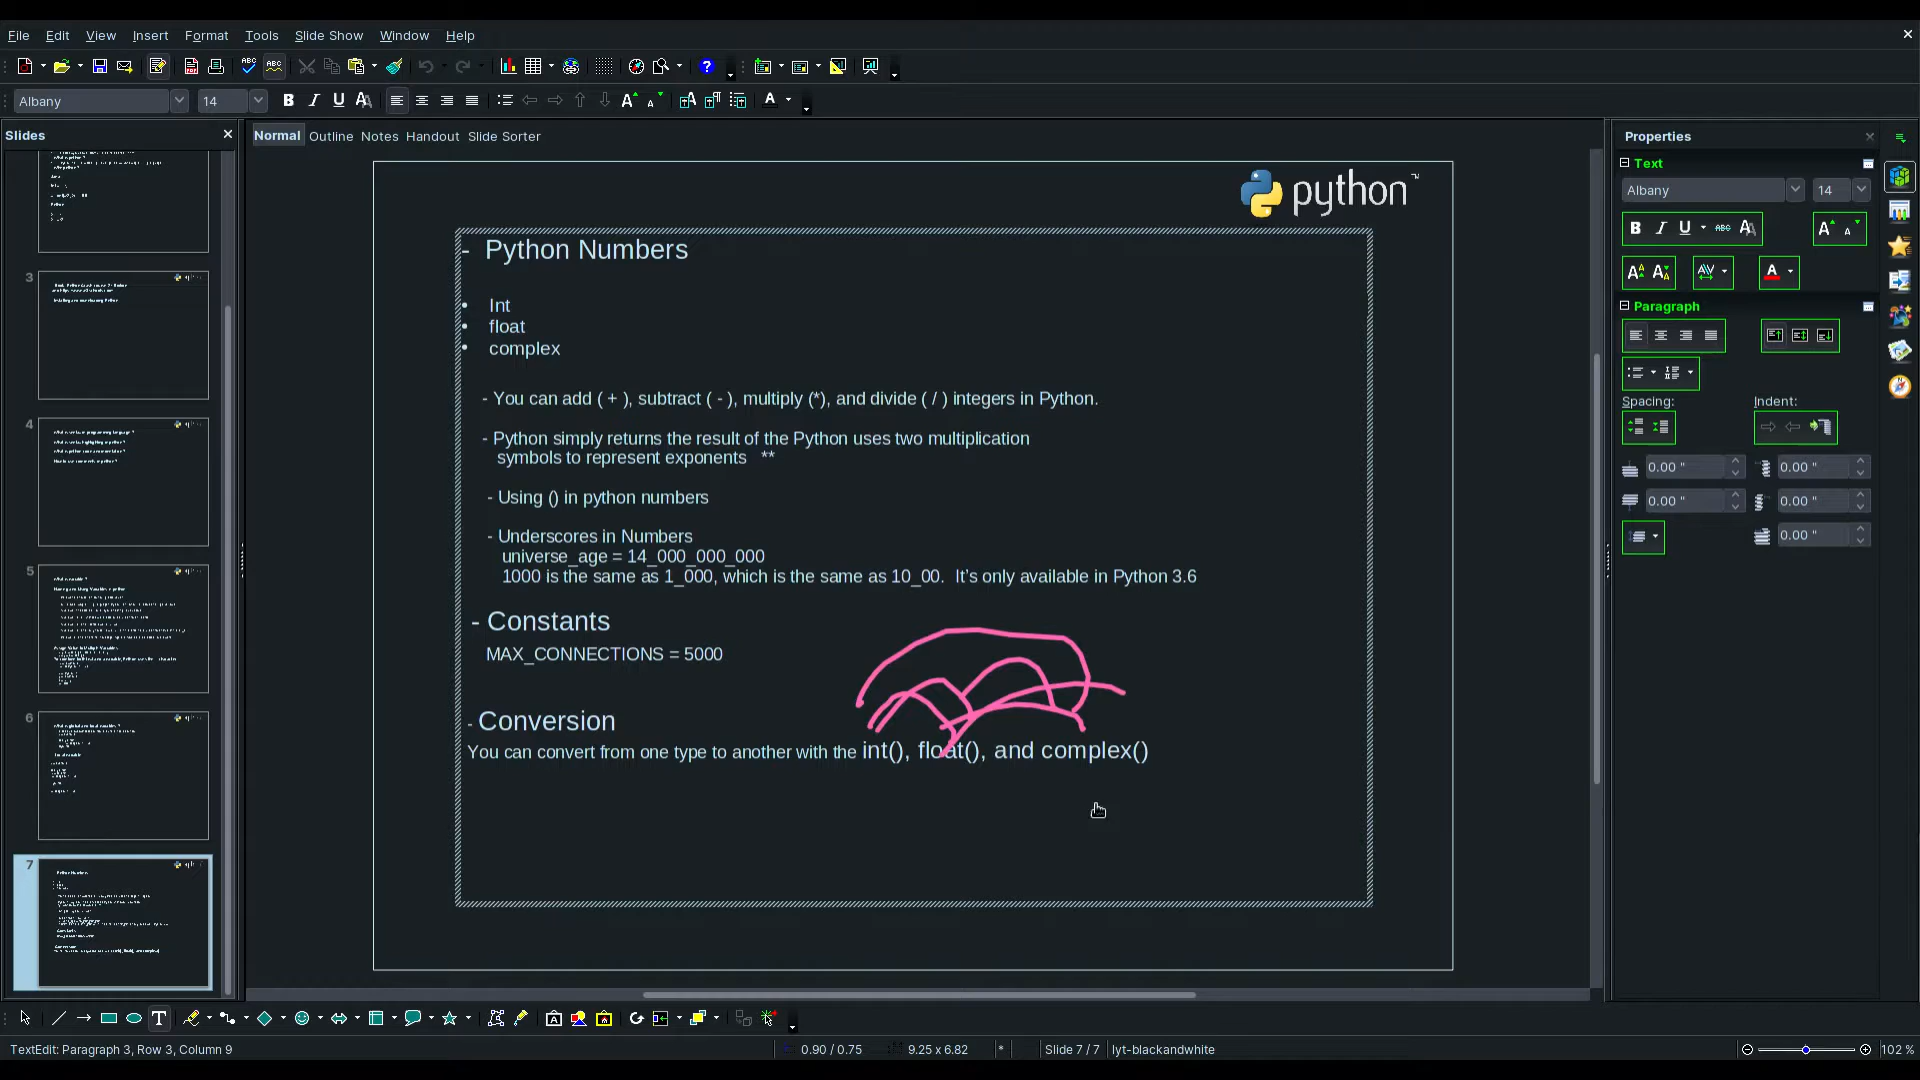 File Edit View Insert Format Tools Slide Show Window Help
Albany 14
Slides
Normal Outline Notes Handout Slide Sorter
3
4
5
6
7
python
- Python Numbers
• Int
• float
• complex
- You can add ( + ), subtract ( - ), multiply (*), and divide ( / ) integers in Python.
- Python simply returns the result of the Python uses two multiplication
symbols to represent exponents **
- Using () in python numbers
- Underscores in Numbers
universe_age = 14_000_000_000
1000 is the same as 1_000, which is the same as 10_00. It's only available in Python 3.6
- Constants
MAX_CONNECTIONS = 5000
- Conversion
You can convert from one type to another with the int(), float(), and complex()
Properties
Text
Albany 14
Paragraph
Spacing: Indent:
0.00 " 0.00 "
0.00 " 0.00 "
0.00 "
TextEdit: Paragraph 3, Row 3, Column 9 0.90 / 0.75 9.25 x 6.82 * Slide 7 / 7 lyt-blackandwhite 102 %